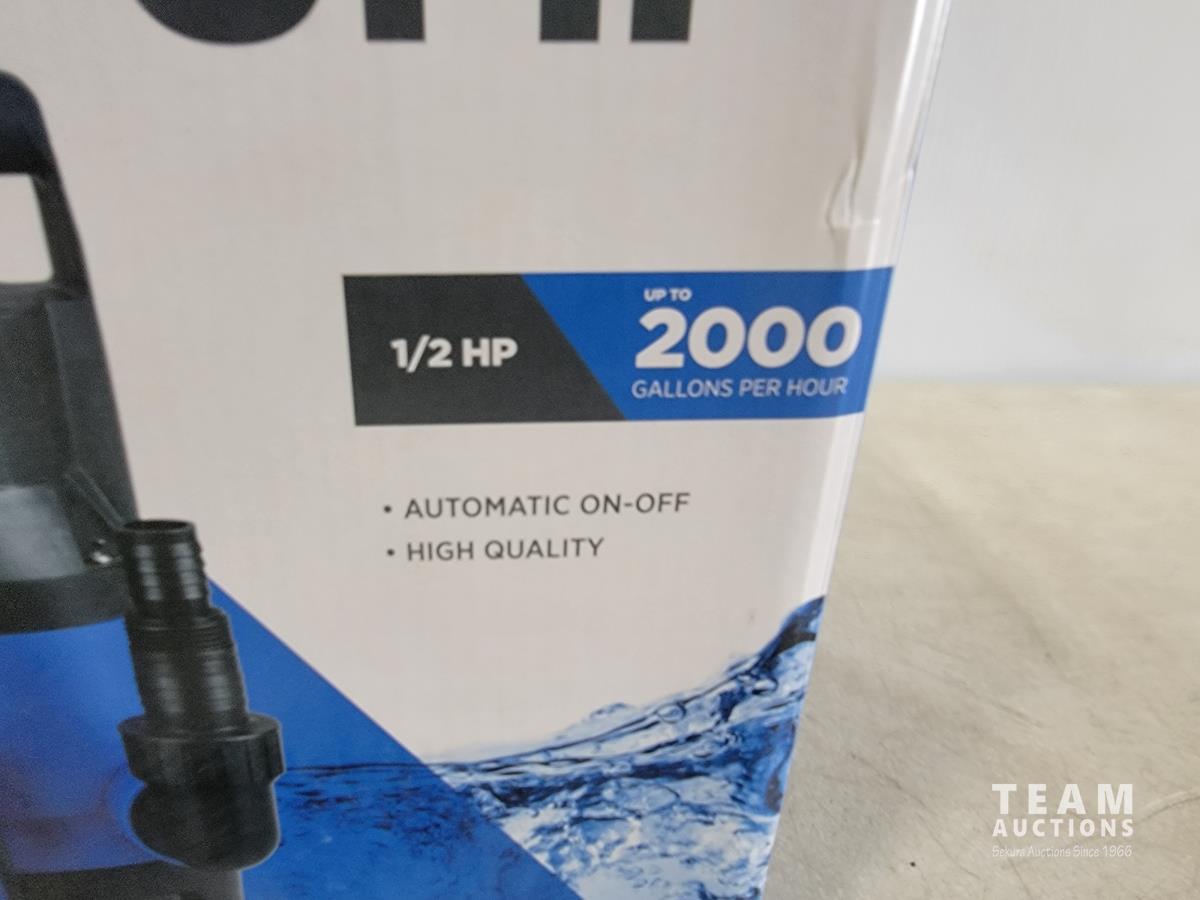 1/2 HP
UP TO
2000
GALLONS PER HOUR
• AUTOMATIC ON-OFF
• HIGH QUALITY
TEAM
AUCTIONS
Sekura Auctions Since 1966